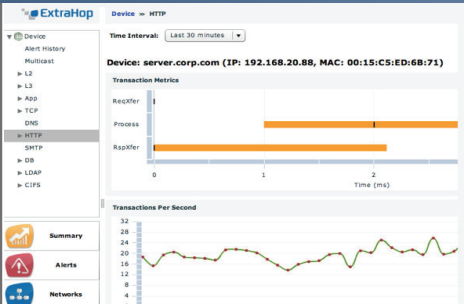 ExtraHop
Device
Alert History
Multicast
L2
L3
App
TCP
DNS
HTTP
SMTP
DB
LDAP
CIFS
Summary
Alerts
Networks
Device » HTTP
Time Interval: Last 30 minutes
Device: server.corp.com (IP: 192.168.20.88, MAC: 00:15:C5:ED:6B:71)
Transaction Metrics
ReqXfer
Process
RspXfer
0 1 2
Time (ms)
Transactions Per Second
32
28
24
20
16
12
8
4